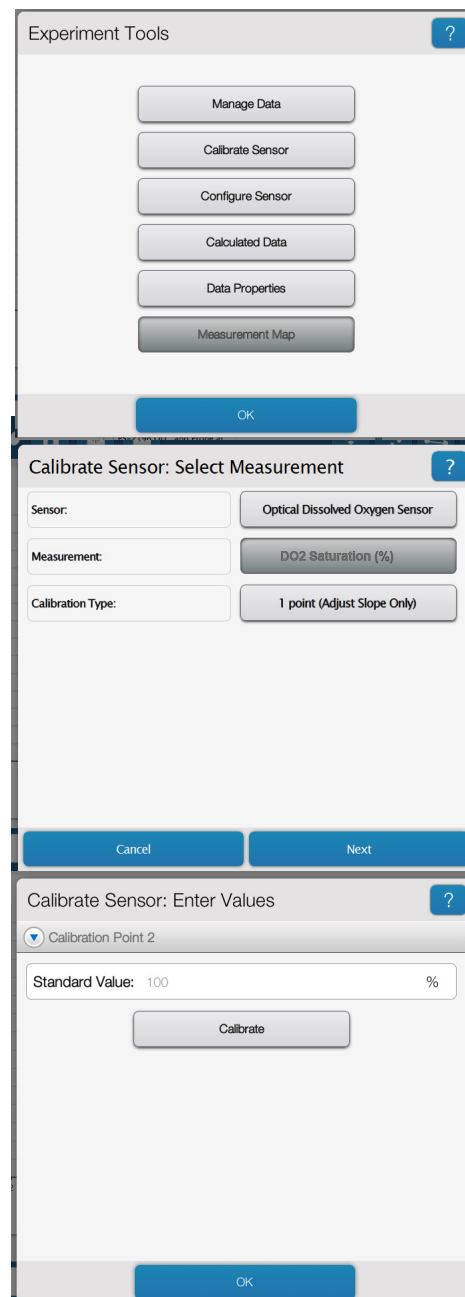 Experiment Tools ?
Manage Data
Calibrate Sensor
Configure Sensor
Calculated Data
Data Properties
Measurement Map
OK
Calibrate Sensor: Select Measurement ?
Sensor: Optical Dissolved Oxygen Sensor
Measurement: DO2 Saturation (%)
Calibration Type: 1 point (Adjust Slope Only)
Cancel Next
Calibrate Sensor: Enter Values ?
Calibration Point 2
Standard Value: 100 %
Calibrate
OK